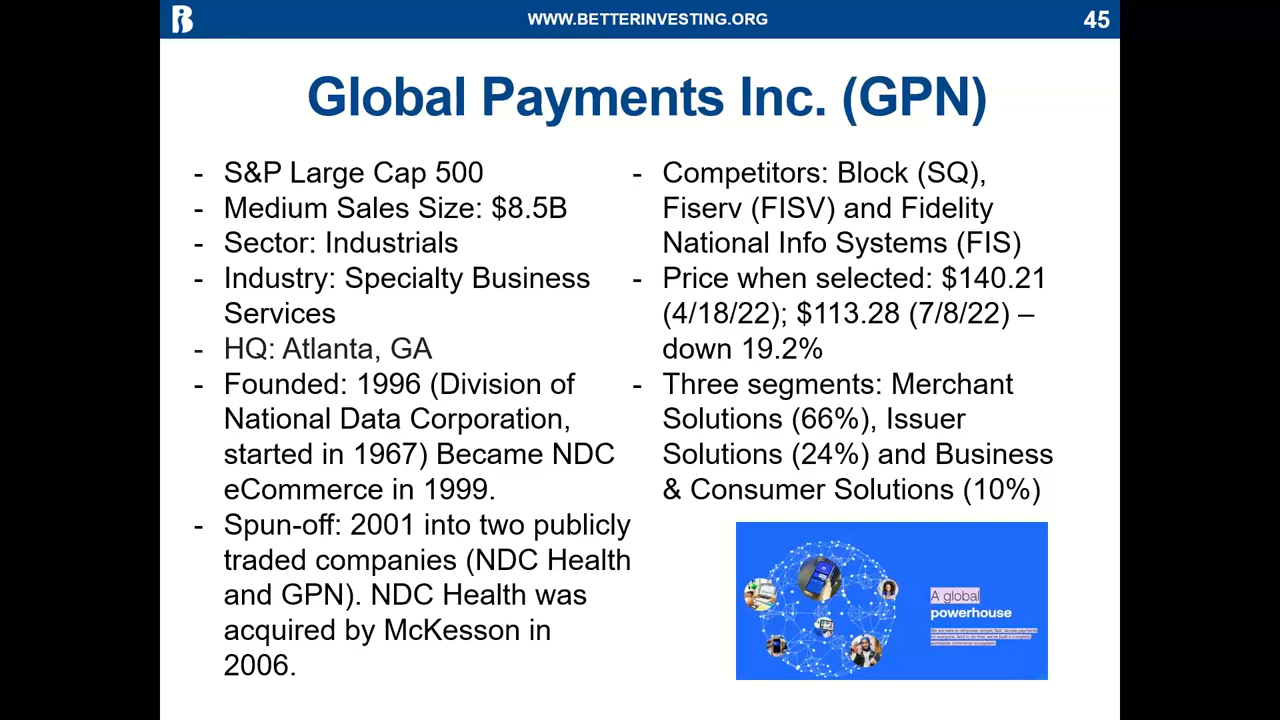 WWW.BETTERINVESTING.ORG
45
Global Payments Inc. (GPN)
- S&P Large Cap 500
- Medium Sales Size: $8.5B
- Sector: Industrials
- Industry: Specialty Business
Services
- HQ: Atlanta, GA
- Founded: 1996 (Division of
National Data Corporation,
started in 1967) Became NDC
eCommerce in 1999.
- Spun-off: 2001 into two publicly
traded companies (NDC Health
and GPN). NDC Health was
acquired by McKesson in
2006.
- Competitors: Block (SQ),
Fiserv (FISV) and Fidelity
National Info Systems (FIS)
- Price when selected: $140.21
(4/18/22); $113.28 (7/8/22) –
down 19.2%
- Three segments: Merchant
Solutions (66%), Issuer
Solutions (24%) and Business
& Consumer Solutions (10%)
A global
powerhouse